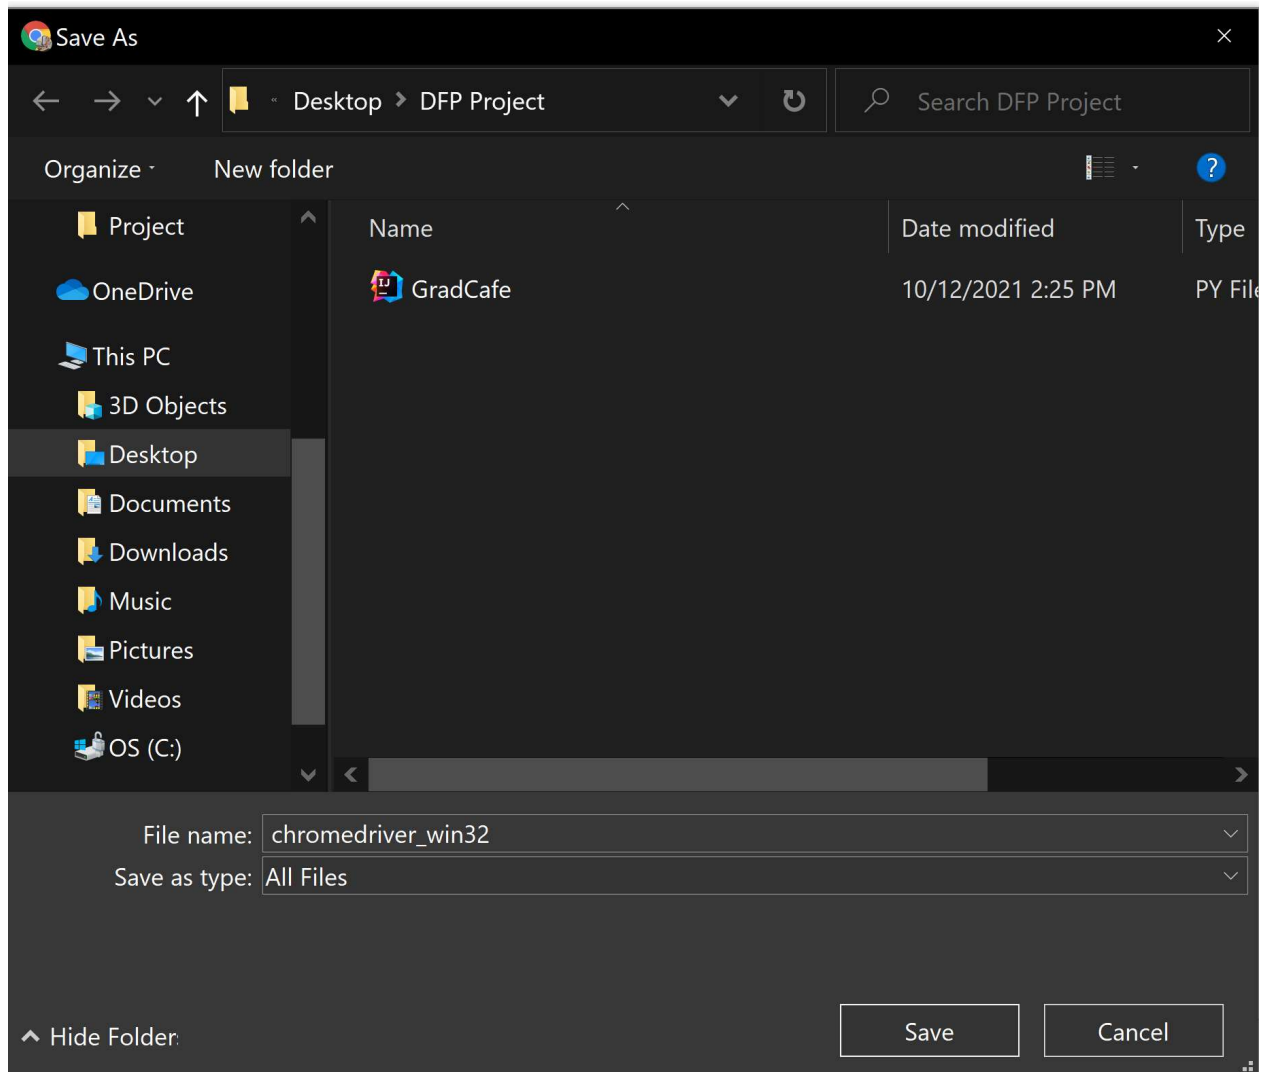 Save As
Desktop > DFP Project
Search DFP Project
Organize
New folder
Project
OneDrive
This PC
3D Objects
Desktop
Documents
Downloads
Music
Pictures
Videos
OS (C:)
Name
Date modified
Type
GradCafe
10/12/2021 2:25 PM
PY File
File name: chromedriver_win32
Save as type: All Files
Hide Folders
Save
Cancel